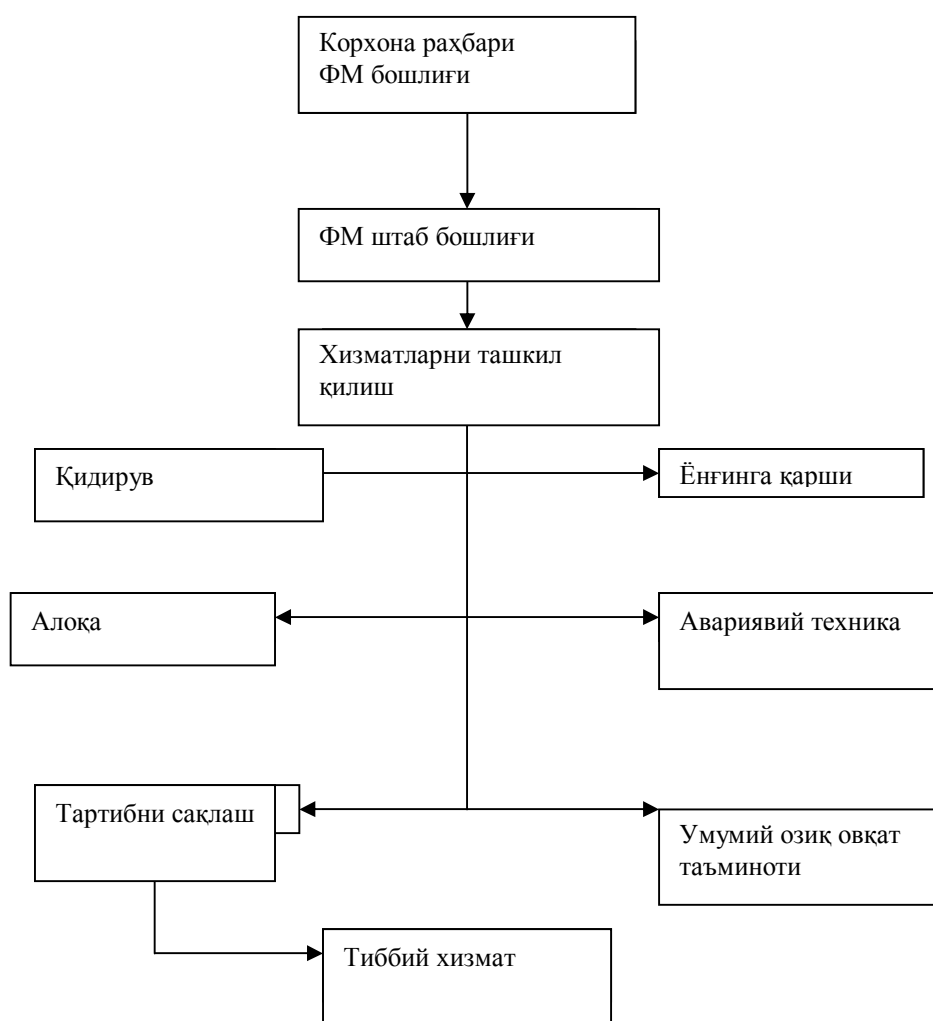 Корхона раҳбари
ФМ бошлиғи
ФМ штаб бошлиғи
Хизматларни ташкил
қилиш
Қидирув
Ёнғинга қарши
Алоқа
Авариявий техника
Тартибни сақлаш
Умумий озиқ овқат
таъминоти
Тиббий хизмат